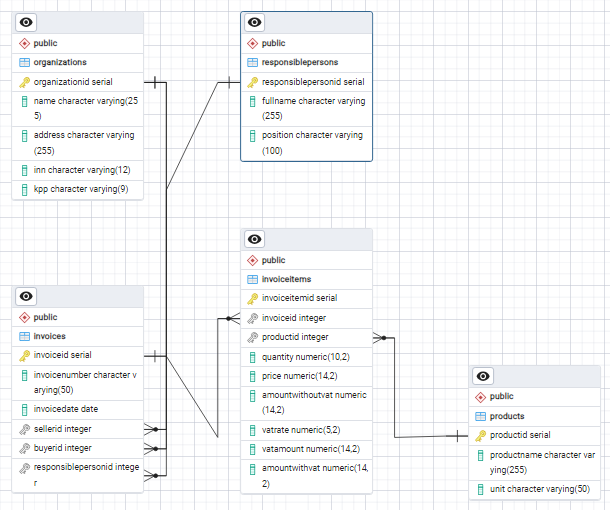 public
organizations
organizationid serial
name character varying(25
5)
address character varying
(255)
inn character varying(12)
kpp character varying(9)
public
responsiblepersons
responsiblepersonid serial
fullname character varying
(255)
position character varying
(100)
public
invoices
invoiceid serial
invoicenumber character v
arying(50)
invoicedate date
sellerid integer
buyerid integer
responsiblepersonid intege
r
public
invoiceitems
invoiceitemid serial
invoiceid integer
productid integer
quantity numeric(10,2)
price numeric(14,2)
amountwithoutvat numeric
(14,2)
vatrate numeric(5,2)
vatamount numeric(14,2)
amountwithvat numeric(14,
2)
public
products
productid serial
productname character var
ying(255)
unit character varying(50)